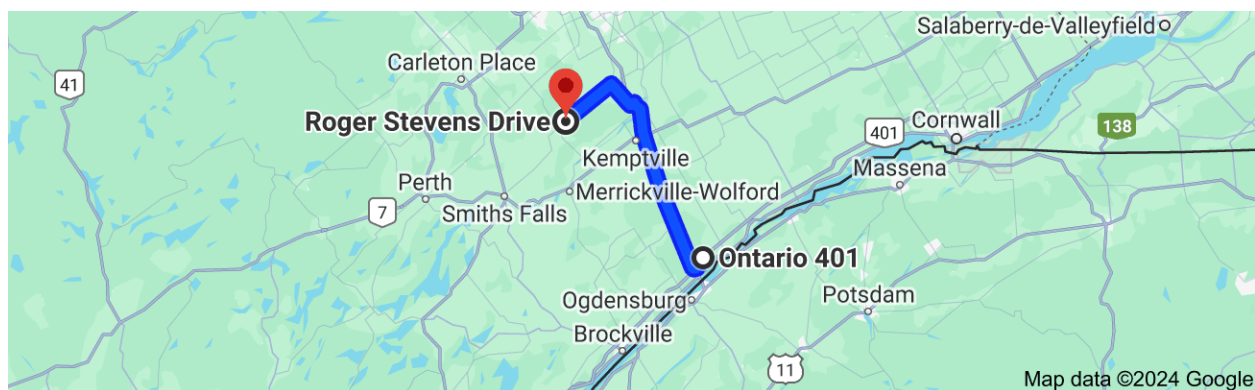 Salaberry-de-Valleyfield
41
Carleton Place
Roger Stevens Drive
401
Cornwall
138
Kemptville
Massena
Perth
Merrickville-Wolford
7
Smiths Falls
Ontario 401
Ogdensburg
Potsdam
Brockville
11
Map data ©2024 Google